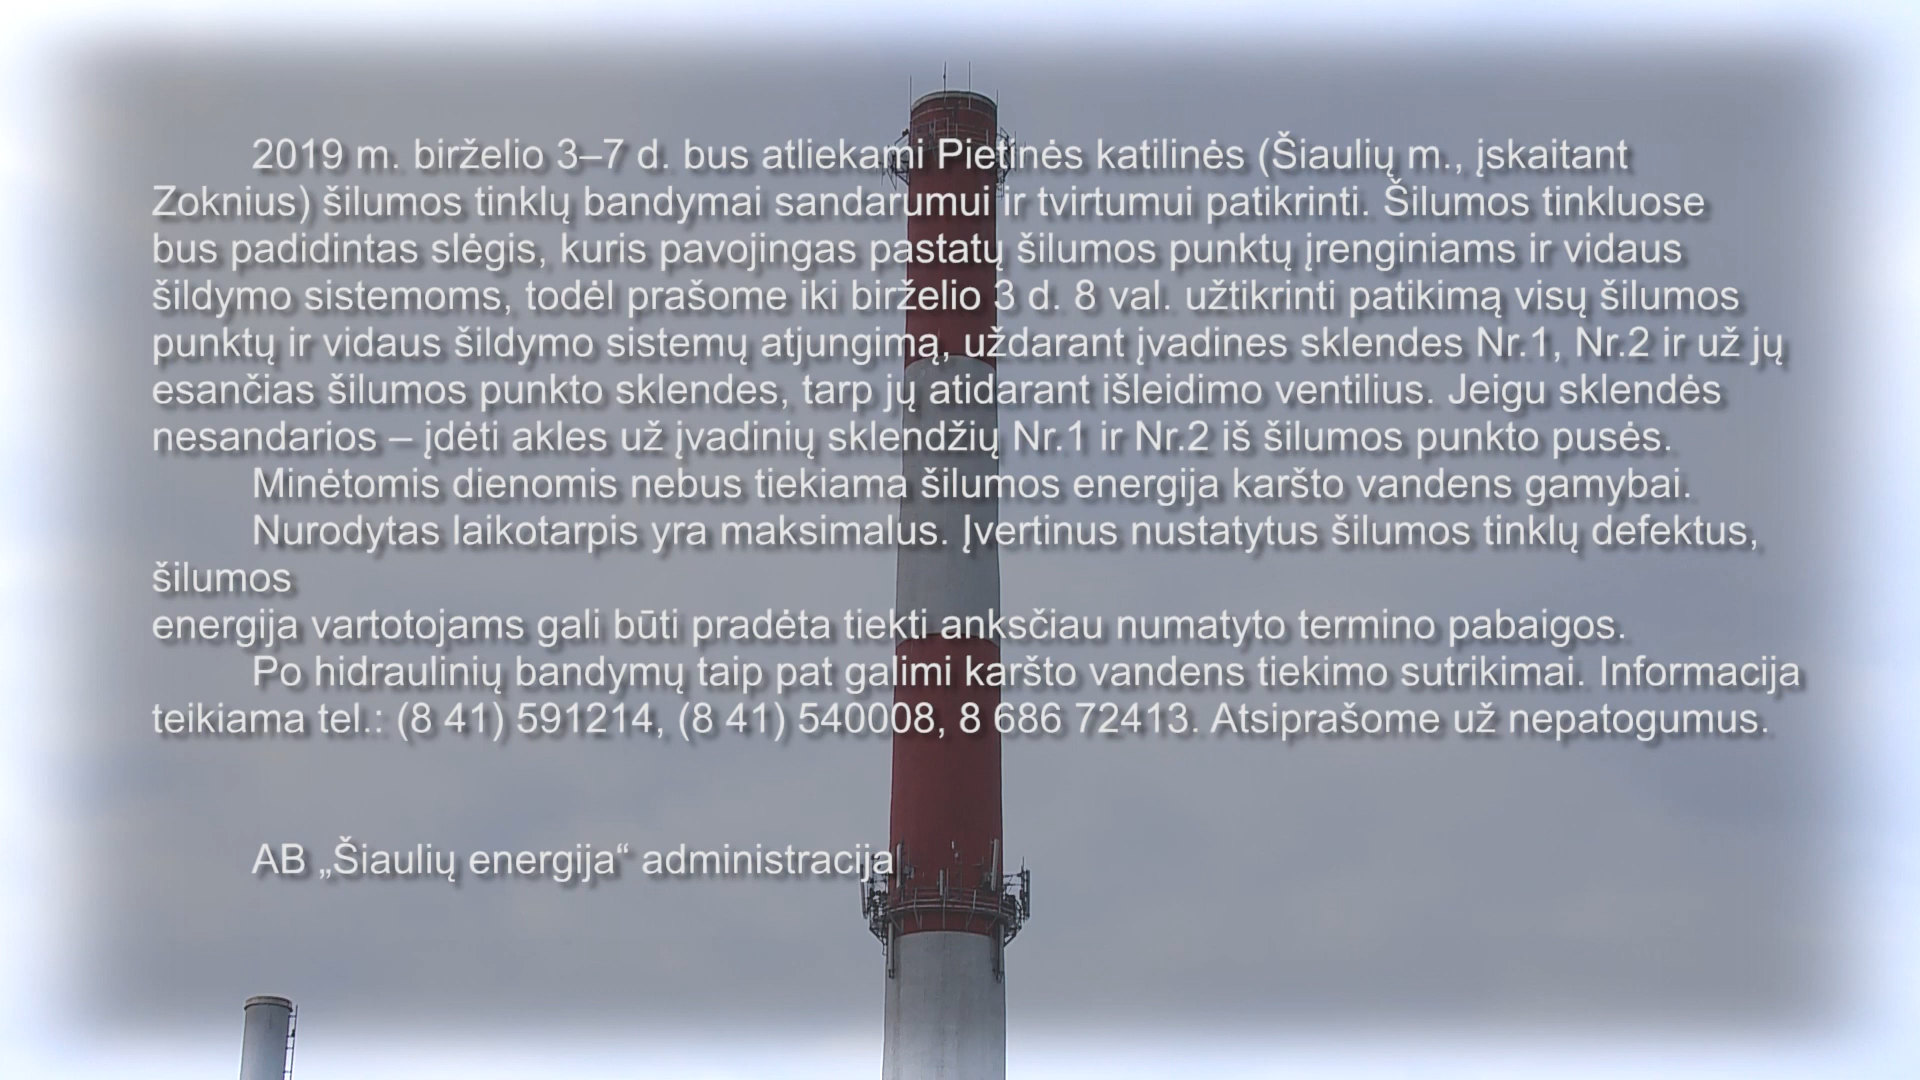 2019 m. birželio 3–7 d. bus atliekami Pietinės katilinės (Šiaulių m., įskaitant
Zoknius) šilumos tinklų bandymai sandarumui ir tvirtumui patikrinti. Šilumos tinkluose
bus padidintas slėgis, kuris pavojingas pastatų šilumos punktų įrenginiams ir vidaus
šildymo sistemoms, todėl prašome iki birželio 3 d. 8 val. užtikrinti patikimą visų šilumos
punktų ir vidaus šildymo sistemų atjungimą, uždarant įvadines sklendes Nr.1, Nr.2 ir už jų
esančias šilumos punkto sklendes, tarp jų atidarant išleidimo ventilius. Jeigu sklendės
nesandarios – įdėti akles už įvadinių sklendžių Nr.1 ir Nr.2 iš šilumos punkto pusės.
Minėtomis dienomis nebus tiekiama šilumos energija karšto vandens gamybai.
Nurodytas laikotarpis yra maksimalus. Įvertinus nustatytus šilumos tinklų defektus,
šilumos
energija vartotojams gali būti pradėta tiekti anksčiau numatyto termino pabaigos.
Po hidraulinių bandymų taip pat galimi karšto vandens tiekimo sutrikimai. Informacija
teikiama tel.: (8 41) 591214, (8 41) 540008, 8 686 72413. Atsiprašome už nepatogumus.
AB „Šiaulių energija“ administracija